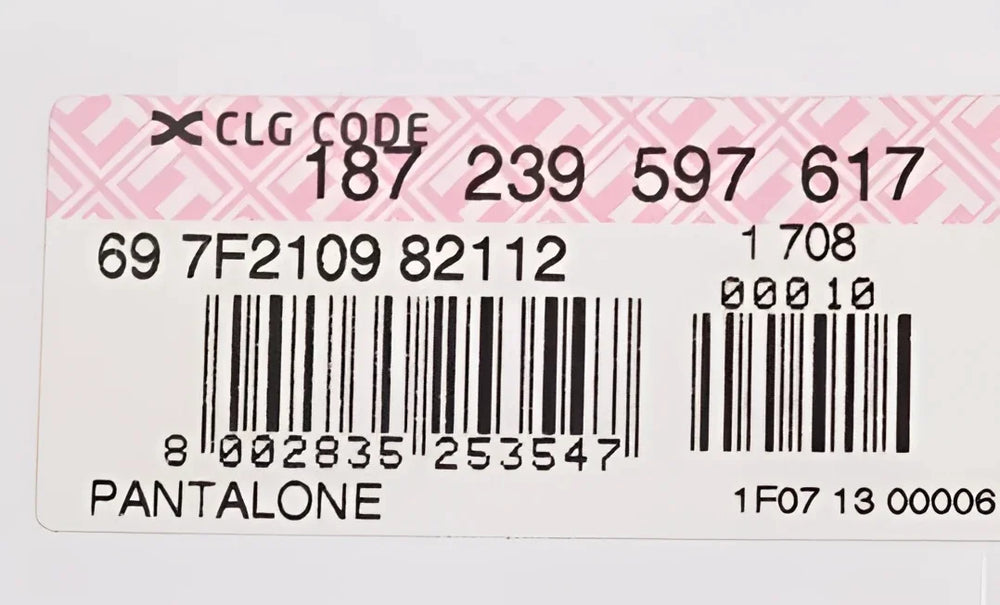 CLG CODE
187 239 597 617
69 7F2109 82112
1 708
00010
8 002835 253547
PANTALONE
1F07 13 00006